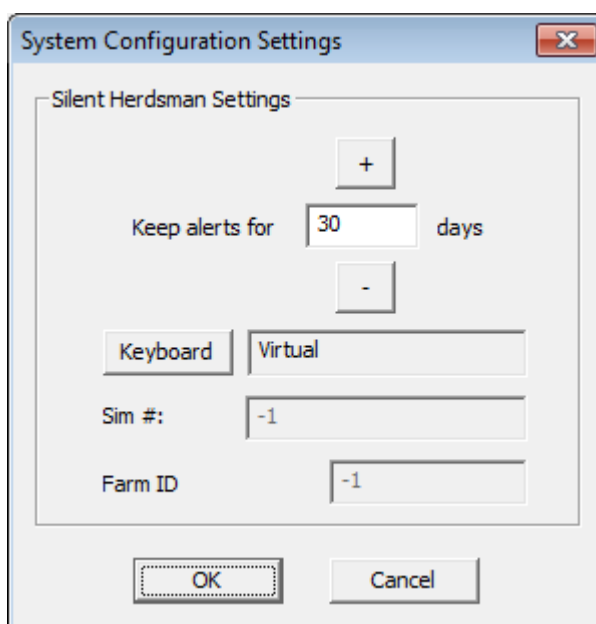 System Configuration Settings
Silent Herdsman Settings
+
Keep alerts for 30 days
-
Keyboard Virtual
Sim #: -1
Farm ID -1
OK Cancel